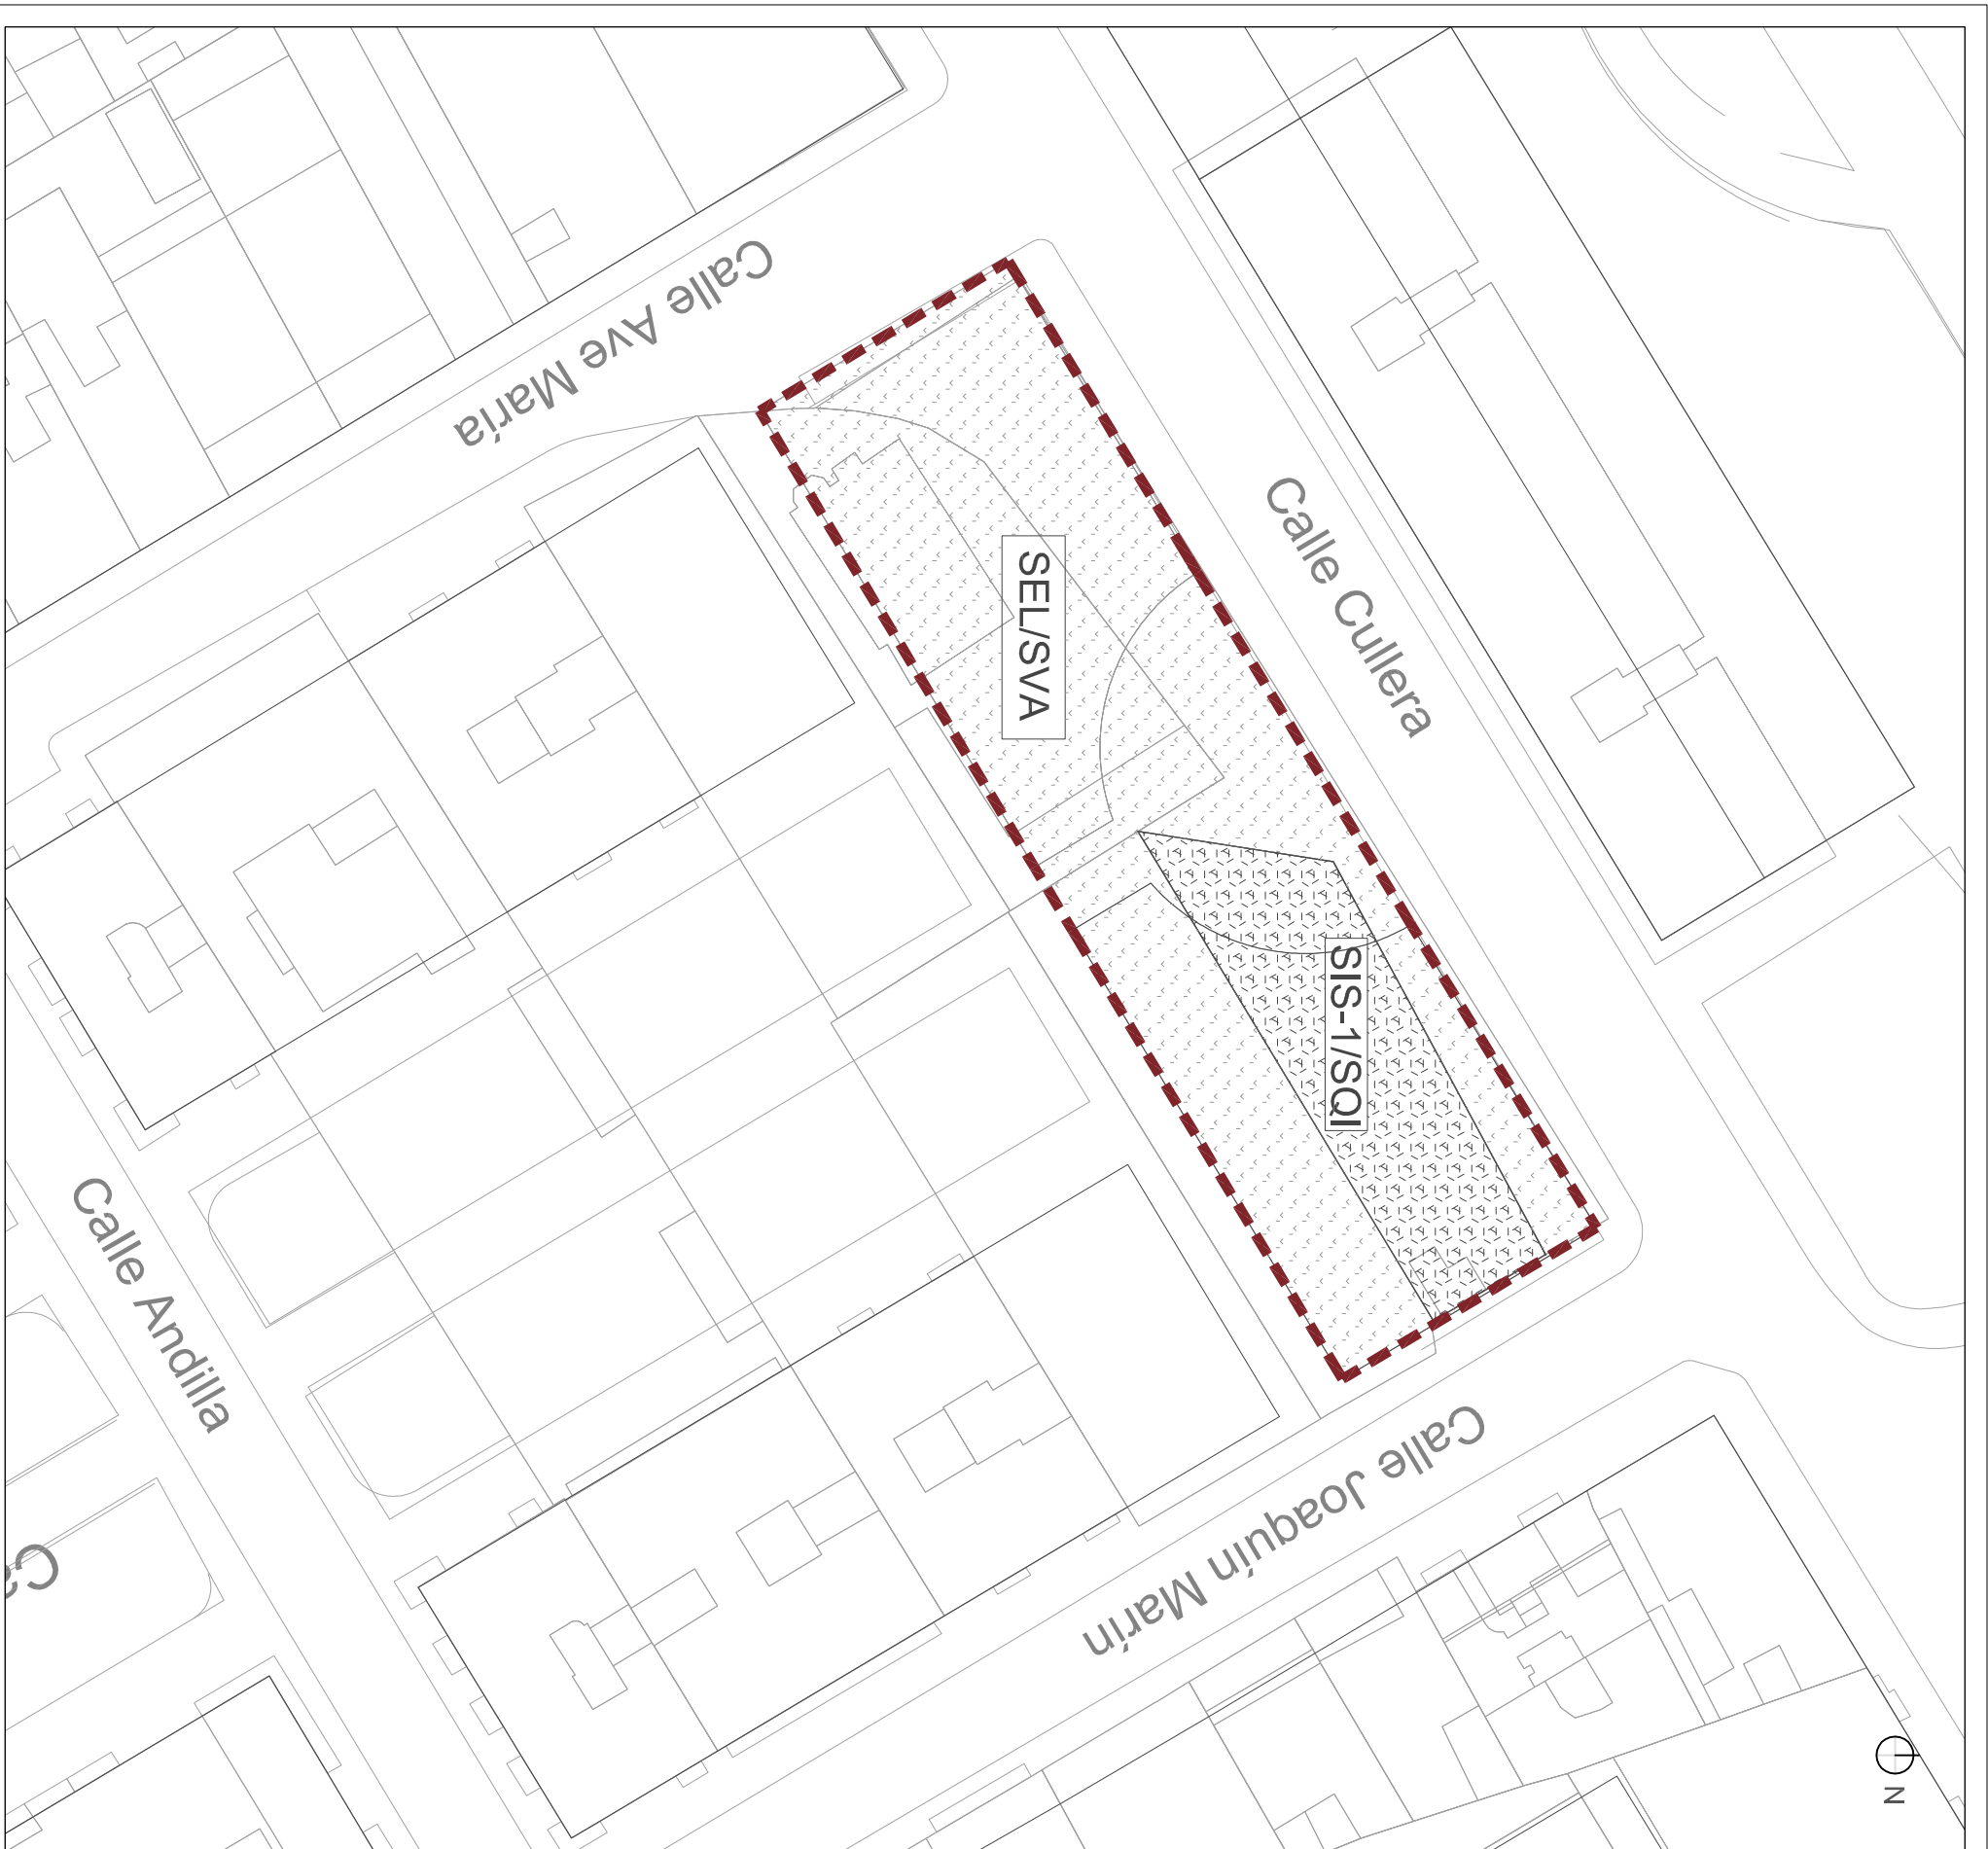 Calle Ave María
Calle Cullera
SEL/SVA
SIS-1/SQI
Calle Andilla
Calle Joaquín Marín
N